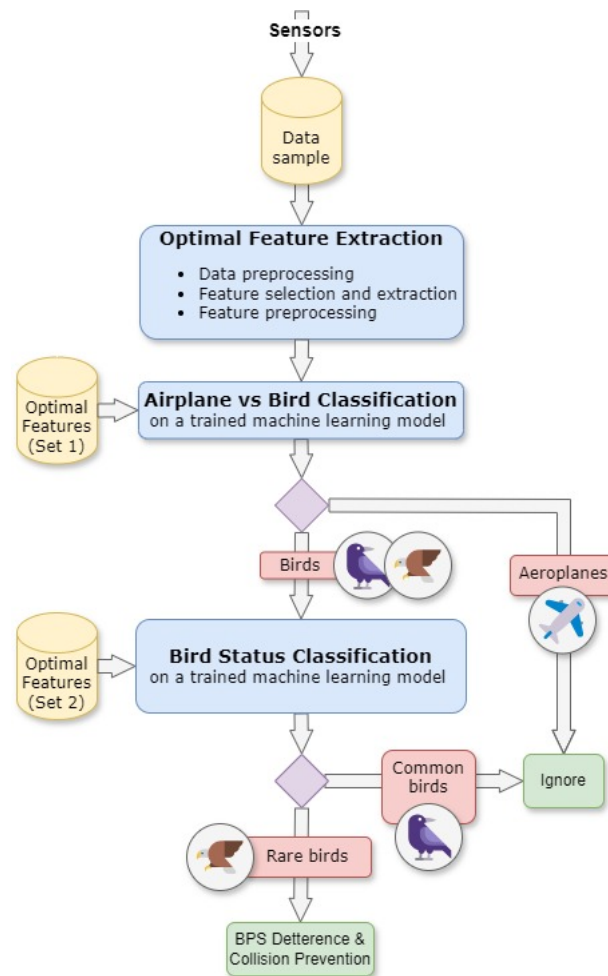 Sensors
Data
sample
Optimal Feature Extraction
• Data preprocessing
• Feature selection and extraction
• Feature preprocessing
Optimal
Features
(Set 1)
Airplane vs Bird Classification
on a trained machine learning model
Birds
Aeroplanes
Optimal
Features
(Set 2)
Bird Status Classification
on a trained machine learning model
Common
birds
Ignore
Rare birds
BPS Detterence &
Collision Prevention